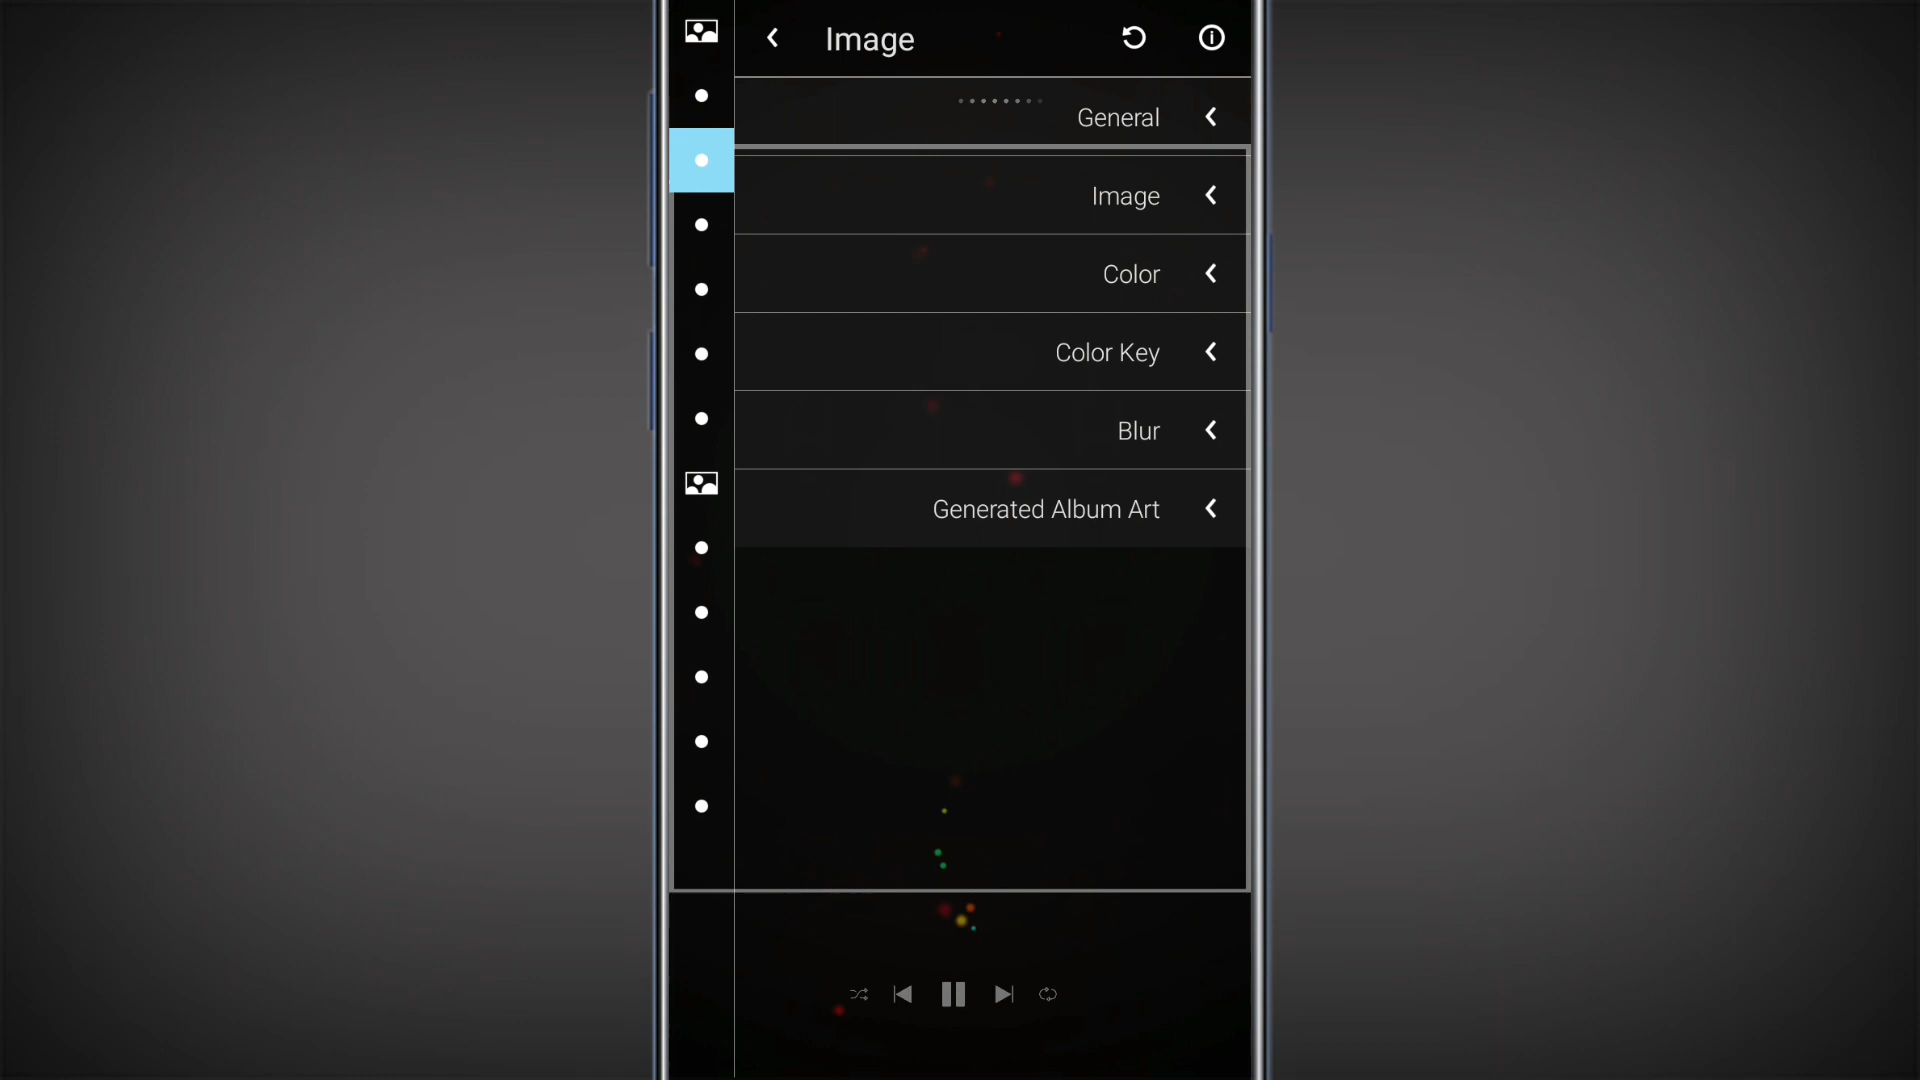 Image
General
Image
Color
Color Key
Blur
Generated Album Art